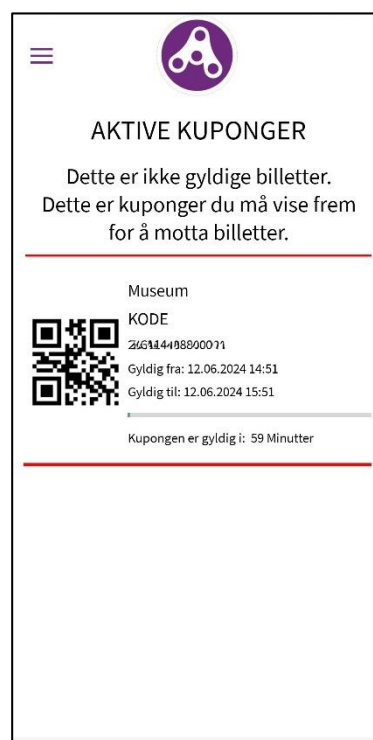 AKTIVE KUPONGER
Dette er ikke gyldige billetter.
Dette er kuponger du må vise frem
for å motta billetter.
Museum
KODE
Gyldig fra: 12.06.2024 14:51
Gyldig til: 12.06.2024 15:51
Kupongen er gyldig i: 59 Minutter